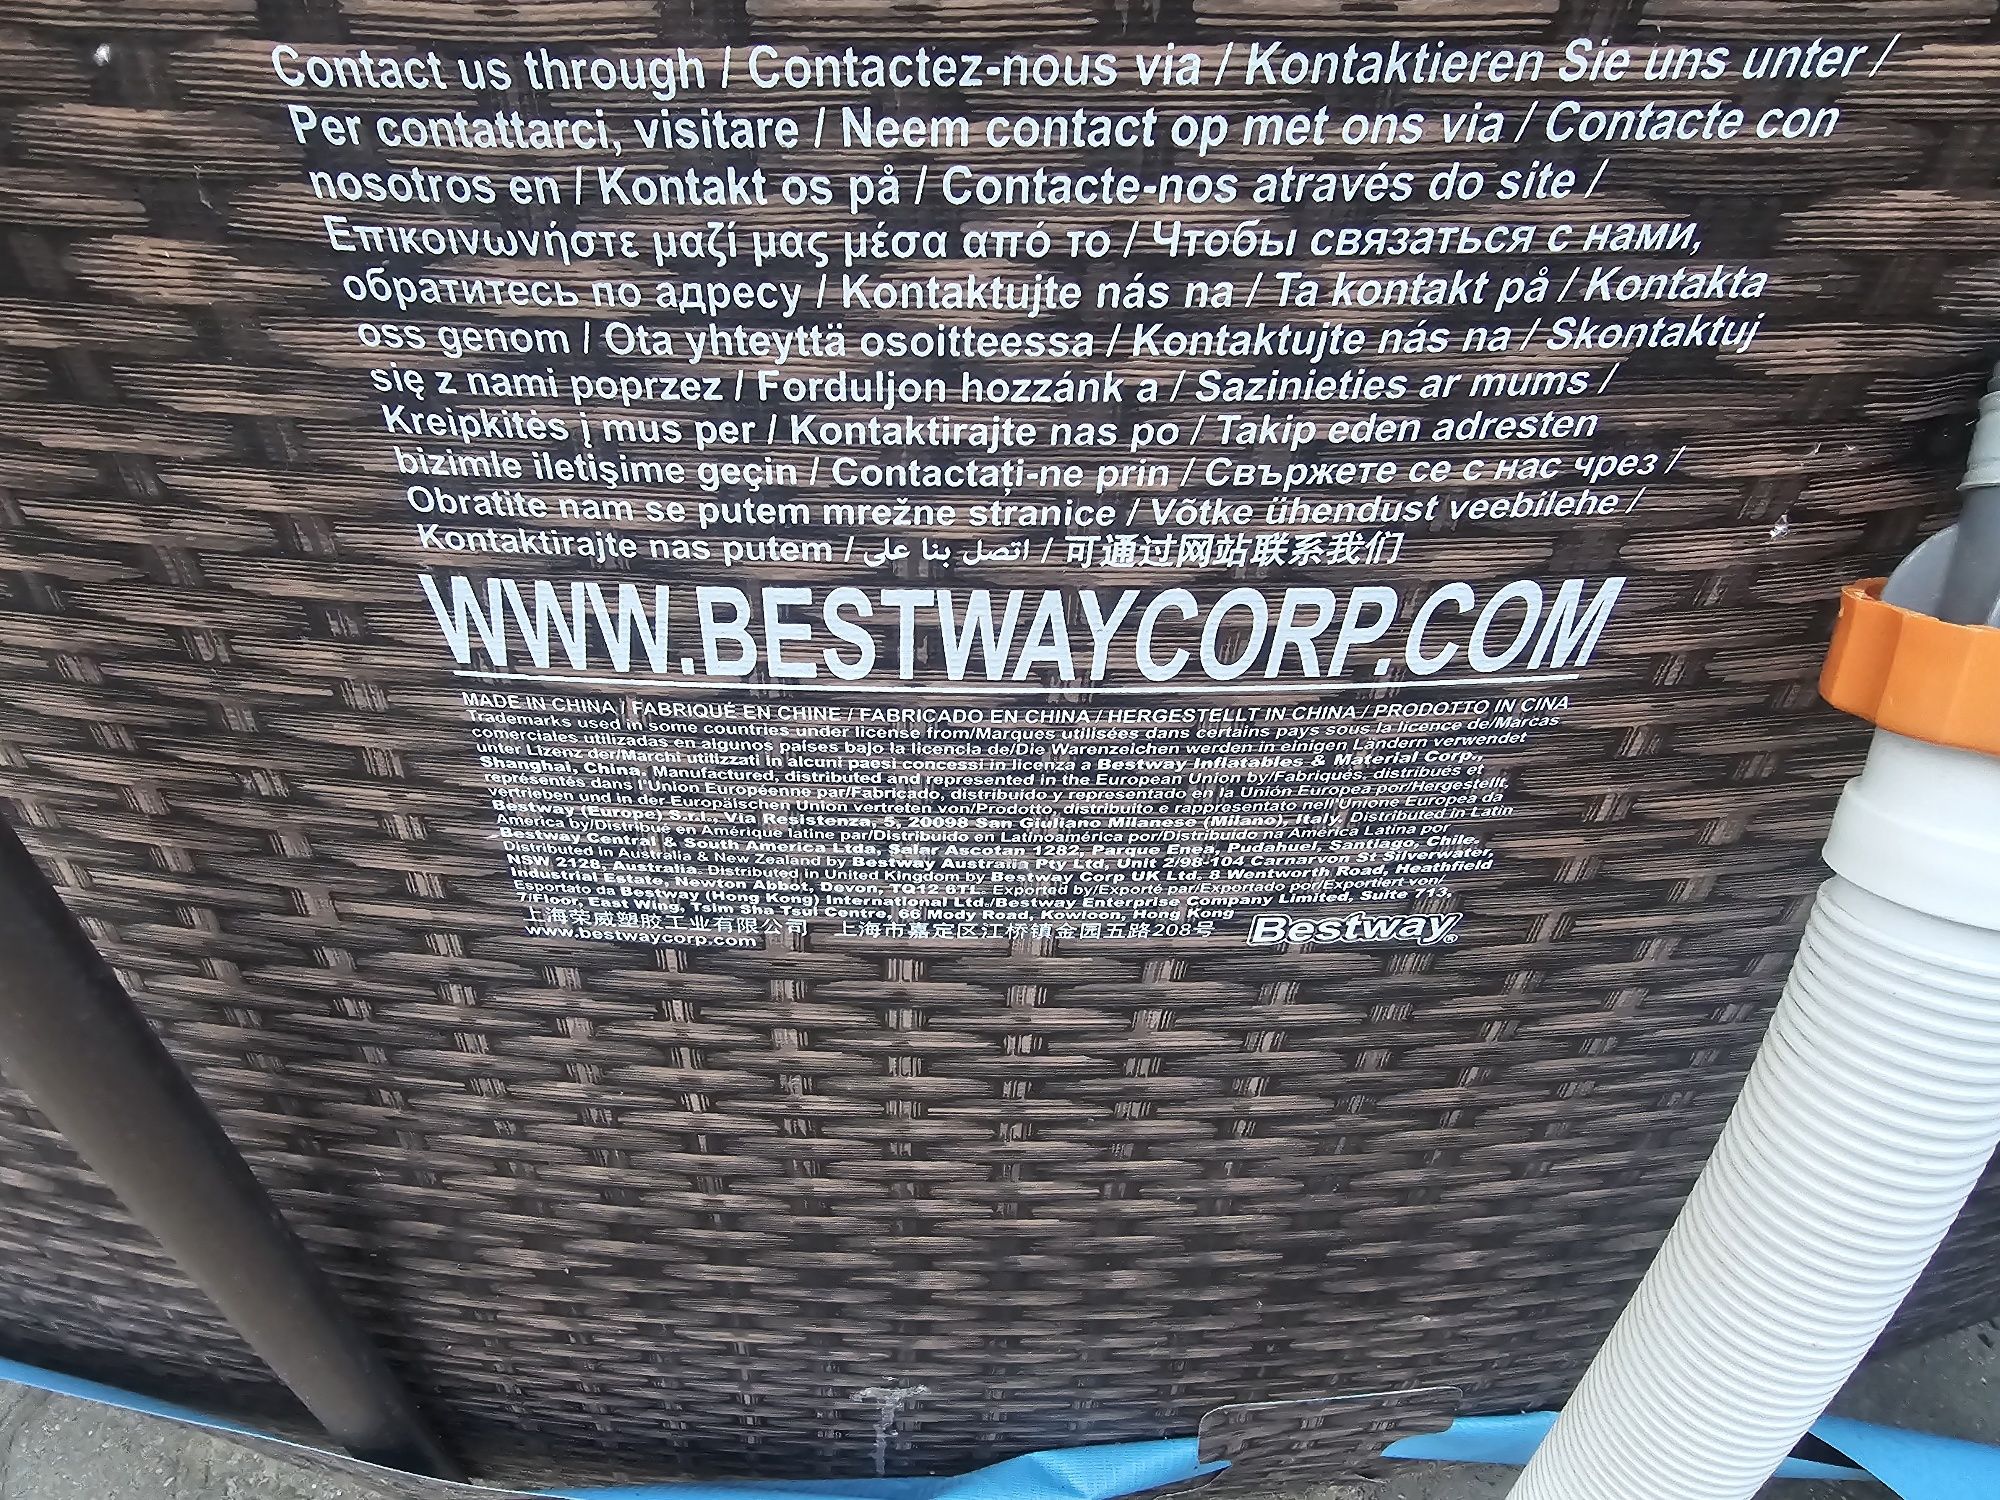 Contact us through / Contactez-nous via / Kontaktieren Sie uns unter /
Per contattarci, visitare / Neem contact op met ons via / Contacte con
nosotros en / Kontakt os på / Contacte-nos através do site /
Επικοινωνήστε μαζί μας μέσα από το / Чтобы связаться с нами,
обратитесь по адресу / Kontaktujte nás na / Ta kontakt på / Kontakta
oss genom / Ota yhteyttä osoitteessa / Kontaktujte nás na / Skontaktuj
się z nami poprzez / Forduljon hozzánk a / Sazinieties ar mums /
Kreipkitės į mus per / Kontaktirajte nas po / Takip eden adresten
bizimle iletişime geçin / Contactați-ne prin / Свържете се с нас чрез /
Obratite nam se putem mrežne stranice / Võtke ühendust veebilehe /
Kontaktirajte nas putem / اتصل بنا على / 可通过网站联系我们
WWW.BESTWAYCORP.COM
MADE IN CHINA / FABRIQUÉ EN CHINE / FABRICADO EN CHINA / HERGESTELLT IN CHINA / PRODOTTO IN CINA
Trademarks used in some countries under license from/Marques utilisées dans certains pays sous la licence de/Marcas
comerciales utilizadas en algunos países bajo la licencia de/Die Warenzeichen werden in einigen Ländern verwendet
unter Lizenz der/Marchi utilizzati in alcuni paesi concessi in licenza a Bestway Inflatables & Material Corp.,
Shanghai, China. Manufactured, distributed and represented in the European Union by/Fabriqués, distribués et
représentés dans l'Union Européenne par/Fabricado, distribuido y representado en la Unión Europea por/Hergestellt,
vertrieben und in der Europäischen Union vertreten von/Prodotto, distribuito e rappresentato nell'Unione Europea da
Bestway (Europe) S.r.l., Via Resistenza, 5, 20098 San Giuliano Milanese (Milano), Italy. Distributed in Latin
America by/Distribué en Amérique latine par/Distribuido en Latinoamérica por/Distribuído na América Latina por
Bestway Central & South America Ltda, Salar Ascotan 1282, Parque Enea, Pudahuel, Santiago, Chile.
Distributed in Australia & New Zealand by Bestway Australia Pty Ltd, Unit 2/98-104 Carnarvon St Silverwater,
NSW 2128, Australia. Distributed in United Kingdom by Bestway Corp UK Ltd. 8 Wentworth Road, Heathfield
Industrial Estate, Newton Abbot, Devon, TQ12 6TL. Exported by/Exporté par/Exportado por/Exportiert von/
Esportato da Bestway (Hong Kong) International Ltd./Bestway Enterprise Company Limited, Suite 713,
7/Floor, East Wing, Tsim Sha Tsui Centre, 66 Mody Road, Kowloon, Hong Kong
上海荣威塑胶工业有限公司 上海市嘉定区江桥镇金园五路208号
www.bestwaycorp.com
Bestway®